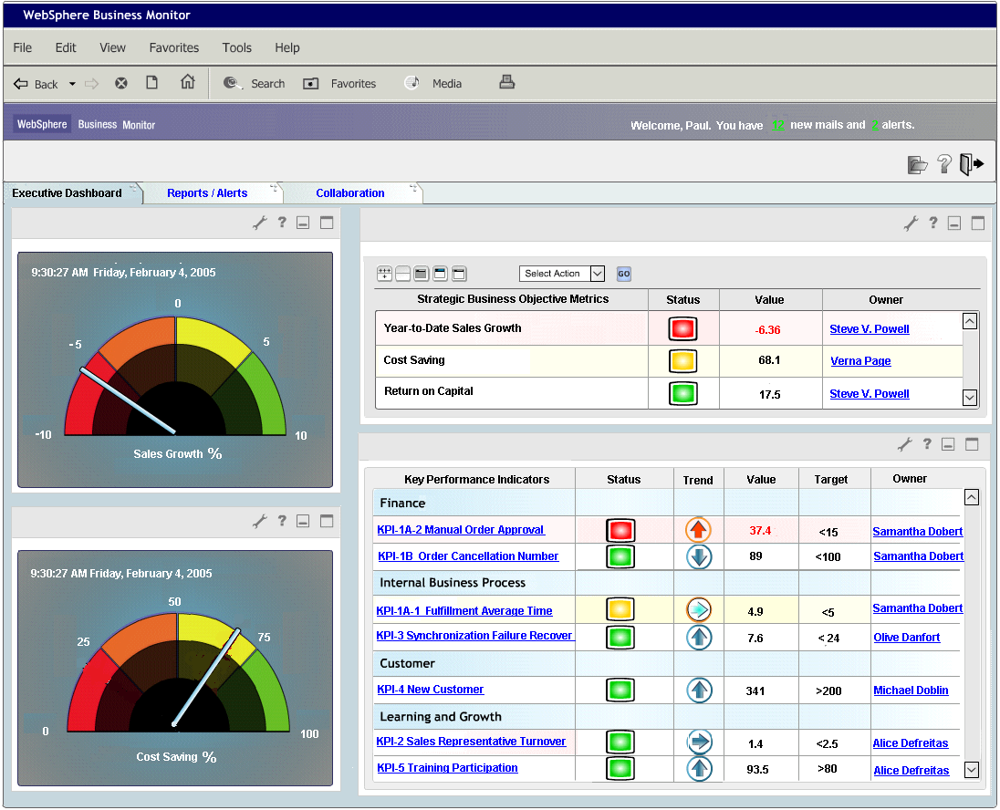 WebSphere Business Monitor
File Edit View Favorites Tools Help
Back Search Favorites Media
WebSphere Business Monitor
Welcome, Paul. You have 12 new mails and 2 alerts.
Executive Dashboard Reports / Alerts Collaboration
9:30:27 AM Friday, February 4, 2005
0
-5 5
-10 10
Sales Growth %
9:30:27 AM Friday, February 4, 2005
50
25 75
0 100
Cost Saving %
Select Action GO
Strategic Business Objective Metrics Status Value Owner
Year-to-Date Sales Growth -6.36 Steve V. Powell
Cost Saving 68.1 Verna Page
Return on Capital 17.5 Steve V. Powell
Key Performance Indicators Status Trend Value Target Owner
Finance
KPI-1A-2 Manual Order Approval 37.4 <15 Samantha Dobert
KPI-1B Order Cancellation Number 89 <100 Samantha Dobert
Internal Business Process
KPI-1A-1 Fulfillment Average Time 4.9 <5 Samantha Dobert
KPI-3 Synchronization Failure Recover 7.6 < 24 Olive Danfort
Customer
KPI-4 New Customer 341 >200 Michael Doblin
Learning and Growth
KPI-2 Sales Representative Turnover 1.4 <2.5 Alice Defreitas
KPI-5 Training Participation 93.5 >80 Alice Defreitas